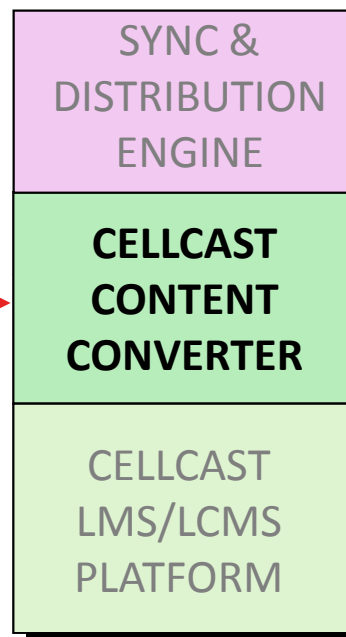 SYNC &
DISTRIBUTION
ENGINE
CELLCAST
CONTENT
CONVERTER
CELLCAST
LMS/LCMS
PLATFORM